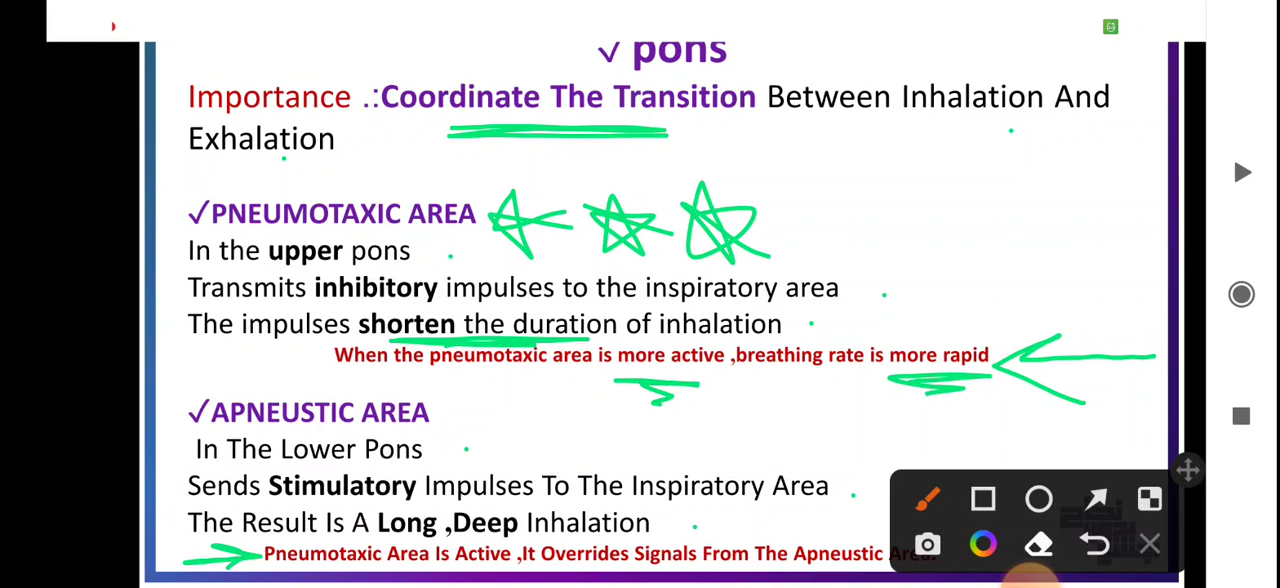 ✓ pons
Importance .:Coordinate The Transition Between Inhalation And
Exhalation
✓PNEUMOTAXIC AREA
In the upper pons
Transmits inhibitory impulses to the inspiratory area
The impulses shorten the duration of inhalation
When the pneumotaxic area is more active ,breathing rate is more rapid
✓APNEUSTIC AREA
In The Lower Pons
Sends Stimulatory Impulses To The Inspiratory Area
The Result Is A Long ,Deep Inhalation
Pneumotaxic Area Is Active ,It Overrides Signals From The Apneustic Area.